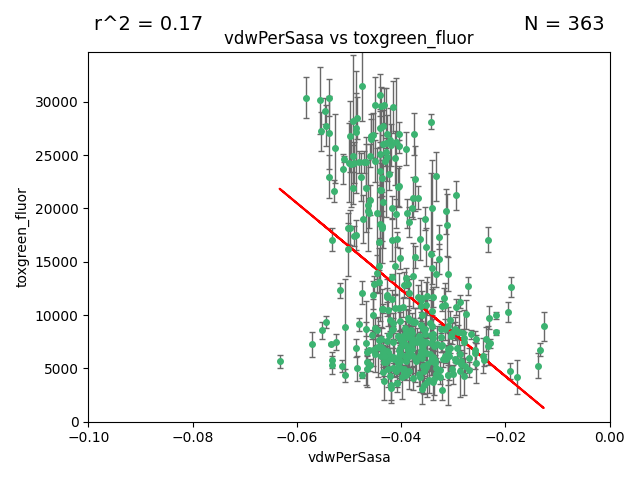 r^2 = 0.17 N = 363
vdwPerSasa vs toxgreen_fluor
30000
25000
20000
15000
10000
5000
0
toxgreen_fluor
−0.10 −0.08 −0.06 −0.04 −0.02 0.00
vdwPerSasa